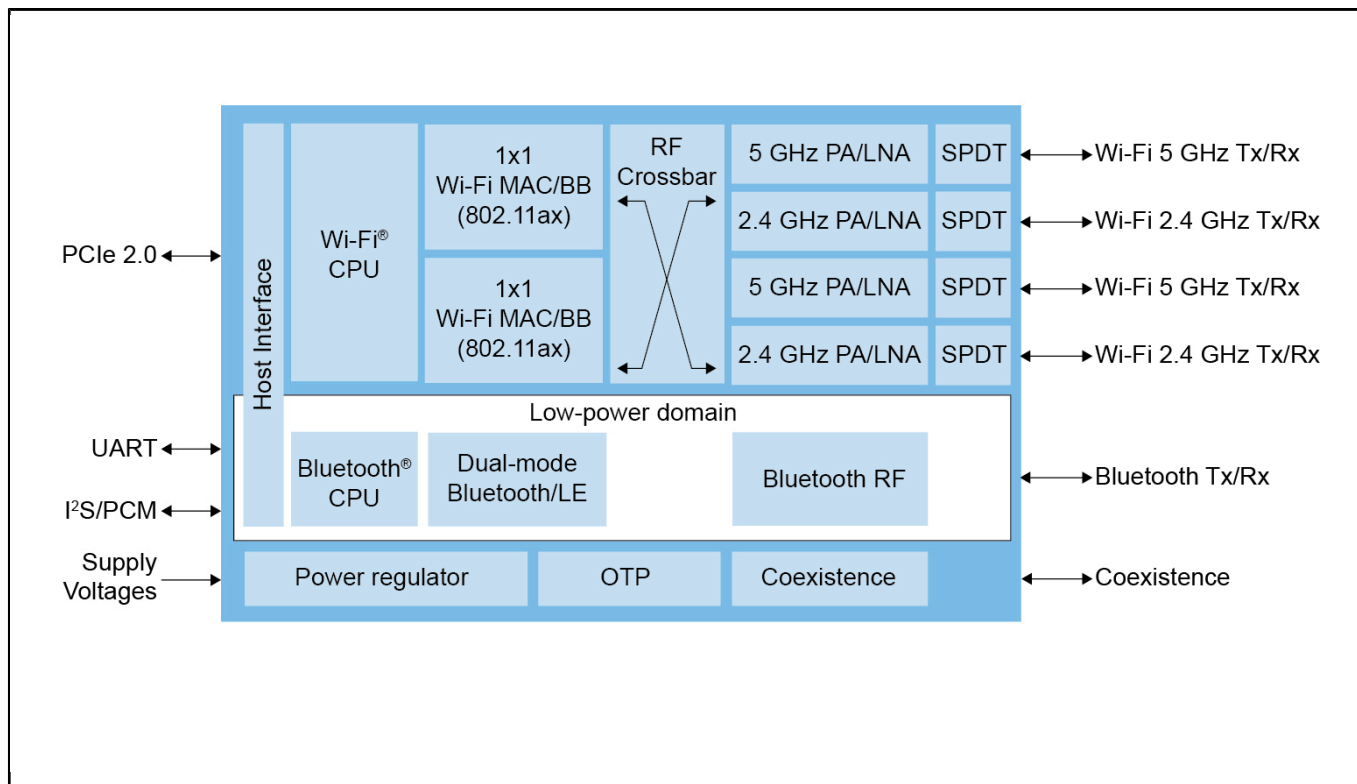 PCIe 2.0
UART
I²S/PCM
Supply
Voltages
Host Interface
Wi-Fi®
CPU
1x1
Wi-Fi MAC/BB
(802.11ax)
1x1
Wi-Fi MAC/BB
(802.11ax)
RF
Crossbar
5 GHz PA/LNA
SPDT
Wi-Fi 5 GHz Tx/Rx
2.4 GHz PA/LNA
SPDT
Wi-Fi 2.4 GHz Tx/Rx
5 GHz PA/LNA
SPDT
Wi-Fi 5 GHz Tx/Rx
2.4 GHz PA/LNA
SPDT
Wi-Fi 2.4 GHz Tx/Rx
Low-power domain
Bluetooth®
CPU
Dual-mode
Bluetooth/LE
Bluetooth RF
Bluetooth Tx/Rx
Power regulator
OTP
Coexistence
Coexistence